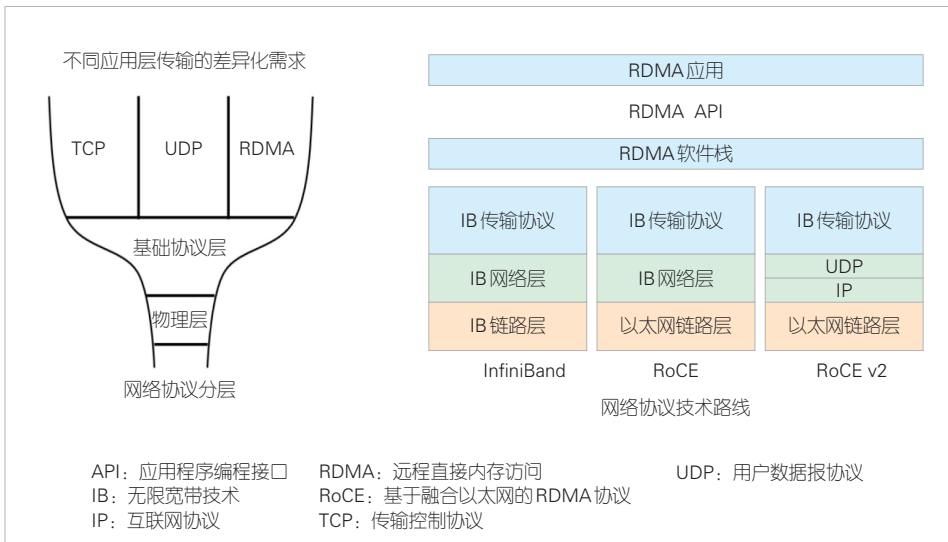 不同应用层传输的差异化需求
TCP UDP RDMA
基础协议层
物理层
网络协议分层
RDMA应用
RDMA API
RDMA软件栈
IB传输协议 IB传输协议 IB传输协议
IB网络层 IB网络层 UDP
IP
IB链路层 以太网链路层 以太网链路层
InfiniBand RoCE RoCE v2
网络协议技术路线
API：应用程序编程接口 RDMA：远程直接内存访问 UDP：用户数据报协议
IB：无限宽带技术 RoCE：基于融合以太网的RDMA协议
IP：互联网协议 TCP：传输控制协议